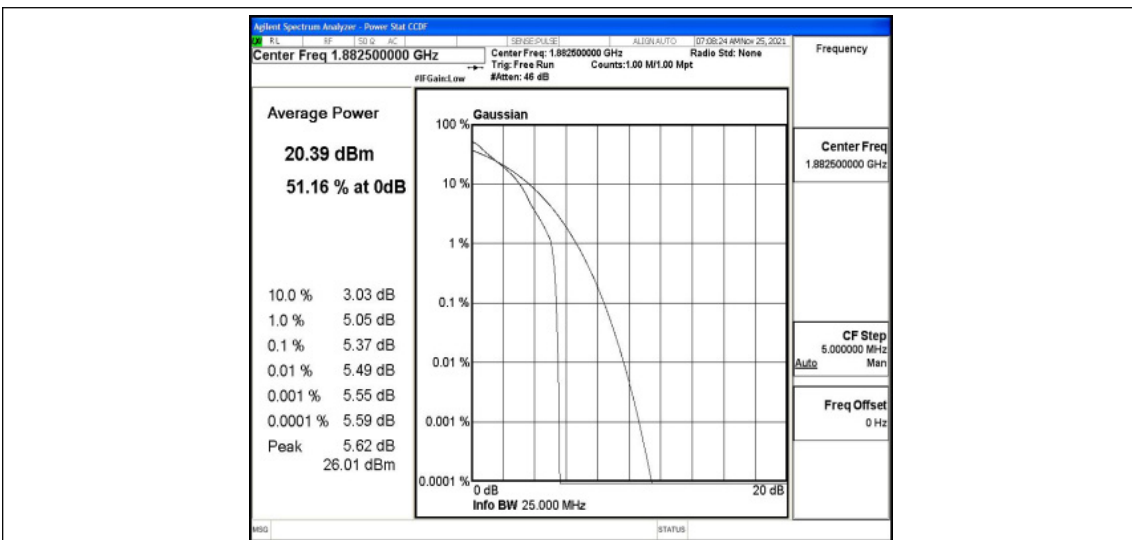 Agilent Spectrum Analyzer - Power Stat CCDF
RL RF 50 Ω AC SENSE:PULSE ALIGN AUTO 07:08:24 AM Nov 25, 2021
Center Freq 1.882500000 GHz
Center Freq: 1.882500000 GHz Radio Std: None
Trig: Free Run Counts:1.00 M/1.00 Mpt
#IFGain:Low #Atten: 46 dB
Frequency
Average Power
20.39 dBm
51.16 % at 0dB
10.0 % 3.03 dB
1.0 % 5.05 dB
0.1 % 5.37 dB
0.01 % 5.49 dB
0.001 % 5.55 dB
0.0001 % 5.59 dB
Peak 5.62 dB
26.01 dBm
Gaussian
100 %
10 %
1 %
0.1 %
0.01 %
0.001 %
0.0001 %
0 dB 20 dB
Info BW 25.000 MHz
Center Freq
1.882500000 GHz
CF Step
5.000000 MHz
Auto Man
Freq Offset
0 Hz
MSG STATUS